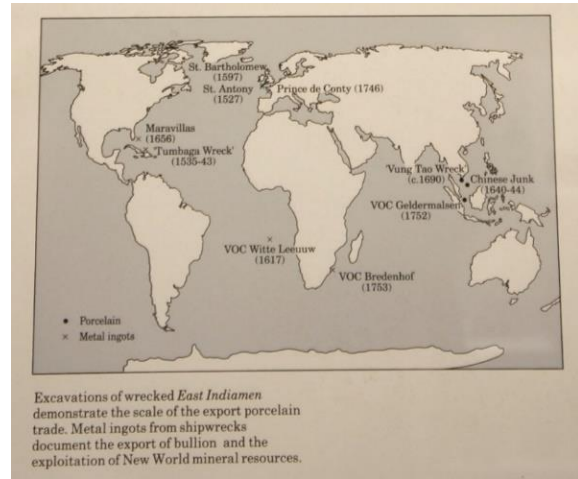 St. Bartholomew
(1597)
St. Antony
(1527)
Prince de Conty (1746)
Maravillas
(1656)
'Tumbaga Wreck'
(1535-43)
'Vung Tao Wreck'
(c.1690)
Chinese Junk
(1640-44)
VOC Geldermalsen
(1752)
VOC Witte Leeuuw
(1617)
VOC Bredenhof
(1753)
Porcelain
Metal ingots
Excavations of wrecked East Indiamen
demonstrate the scale of the export porcelain
trade. Metal ingots from shipwrecks
document the export of bullion and the
exploitation of New World mineral resources.